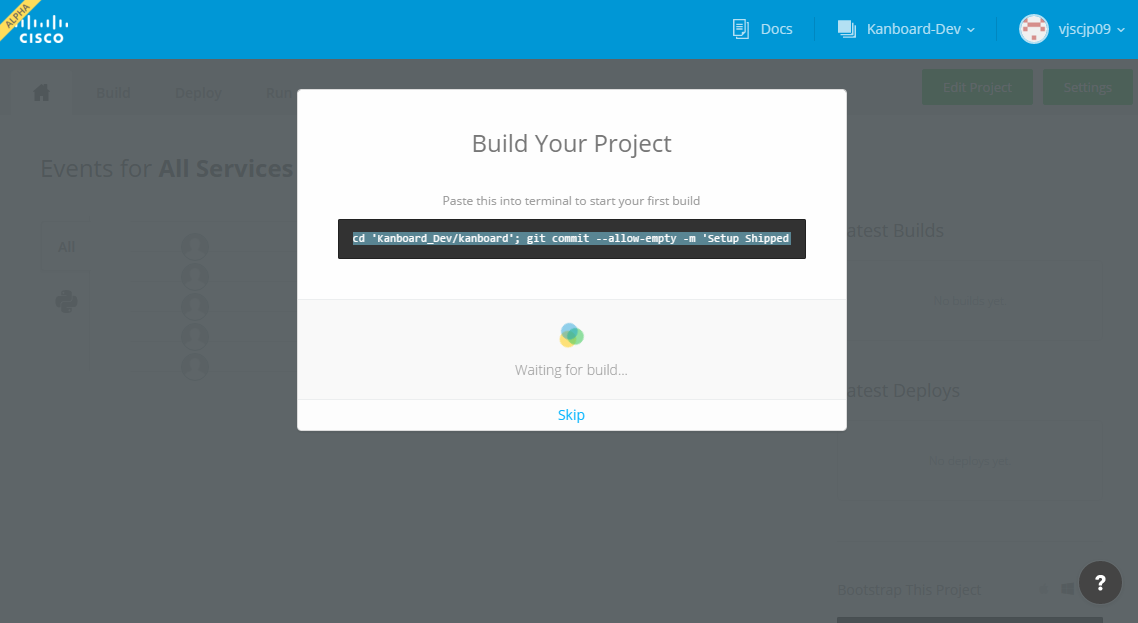 ALPHA
CISCO
Docs
Kanboard-Dev
vjscjp09
Build
Deploy
Run
Edit Project
Settings
Events for All Services
Build Your Project
Paste this into terminal to start your first build
cd 'Kanboard_Dev/kanboard'; git commit --allow-empty -m 'Setup Shipped
All
atest Builds
Waiting for build...
atest Deploys
Skip
Bootstrap This Project
?